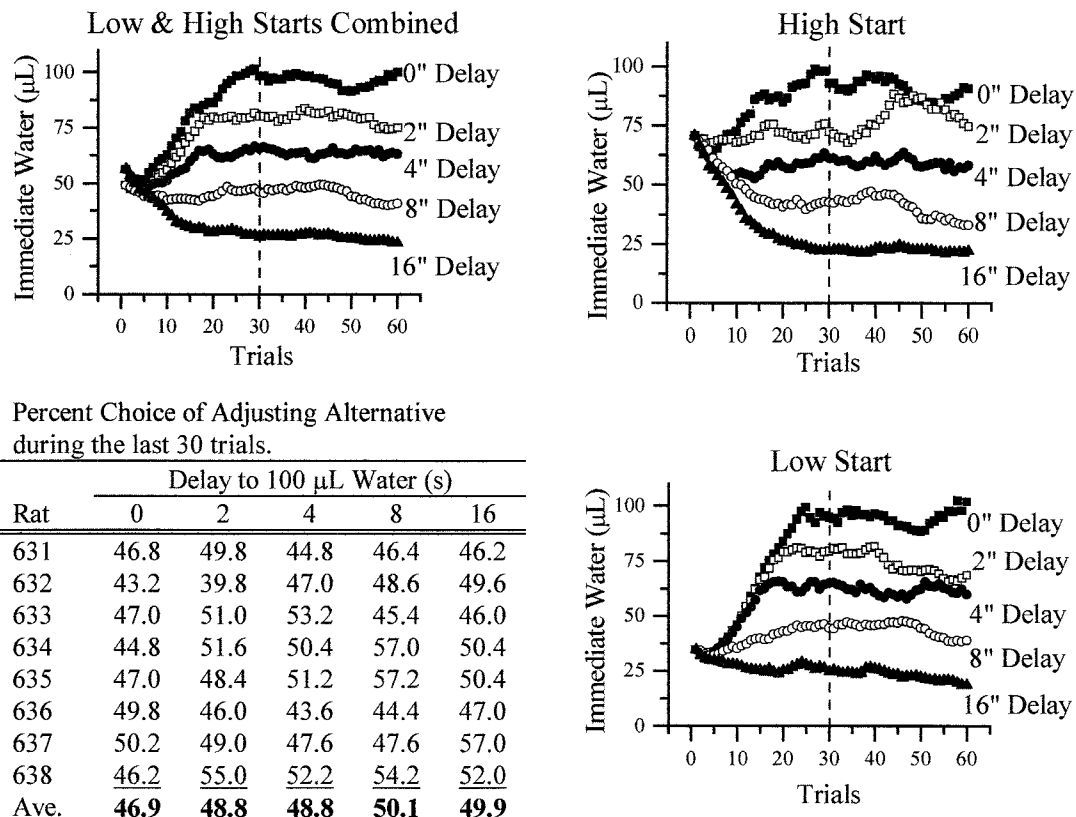 Low & High Starts Combined
Immediate Water (µL)
100
75
50
25
0
0" Delay
2" Delay
4" Delay
8" Delay
16" Delay
0 10 20 30 40 50 60
Trials
High Start
Immediate Water (µL)
100
75
50
25
0
0" Delay
2" Delay
4" Delay
8" Delay
16" Delay
0 10 20 30 40 50 60
Trials
Percent Choice of Adjusting Alternative
during the last 30 trials.
Delay to 100 µL Water (s)
Rat 0 2 4 8 16
631 46.8 49.8 44.8 46.4 46.2
632 43.2 39.8 47.0 48.6 49.6
633 47.0 51.0 53.2 45.4 46.0
634 44.8 51.6 50.4 57.0 50.4
635 47.0 48.4 51.2 57.2 50.4
636 49.8 46.0 43.6 44.4 47.0
637 50.2 49.0 47.6 47.6 57.0
638 46.2 55.0 52.2 54.2 52.0
Ave. 46.9 48.8 48.8 50.1 49.9
Low Start
Immediate Water (µL)
100
75
50
25
0
0" Delay
2" Delay
4" Delay
8" Delay
16" Delay
0 10 20 30 40 50 60
Trials